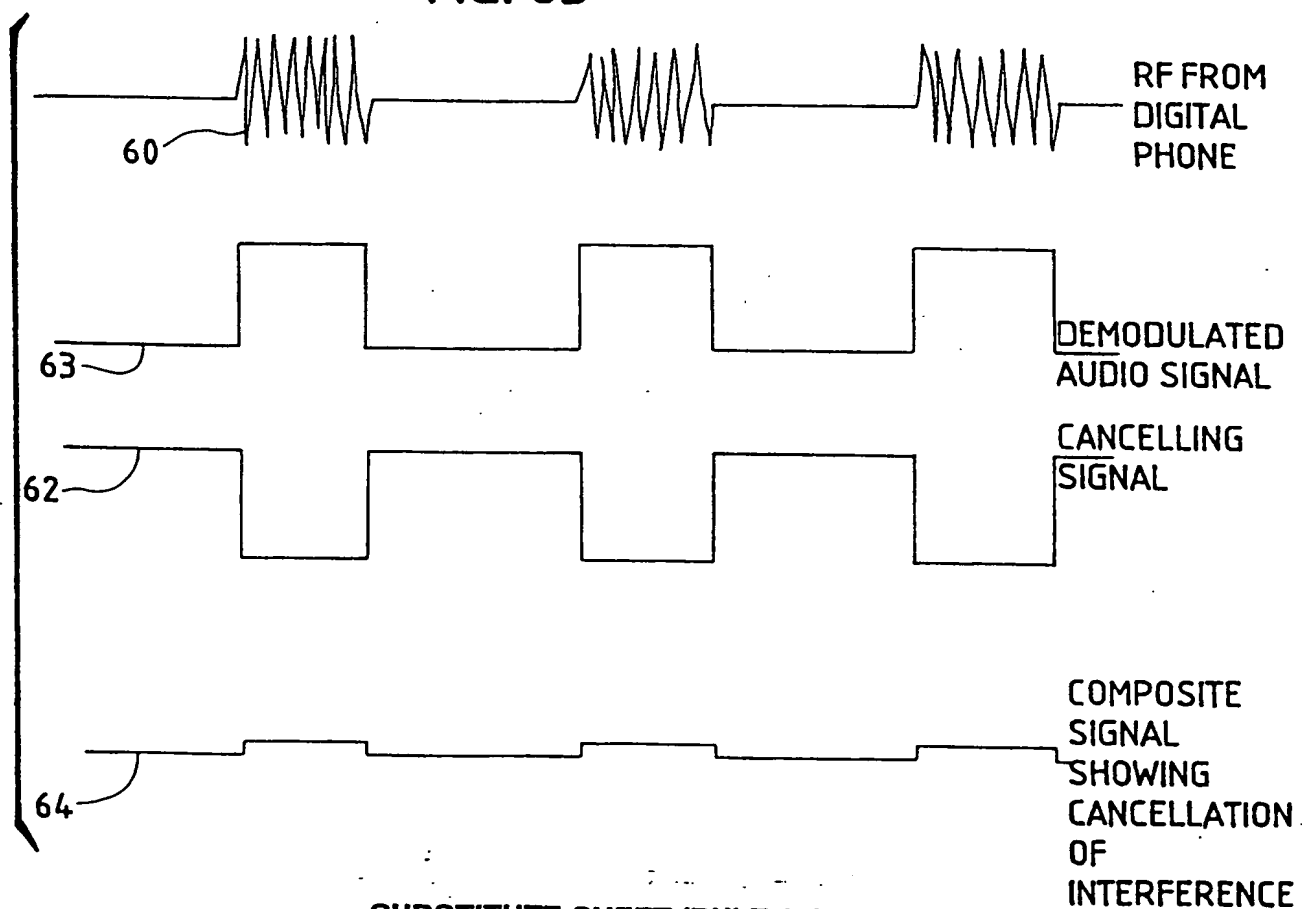 RF FROM
DIGITAL
PHONE
60
DEMODULATED
AUDIO SIGNAL
63
CANCELLING
SIGNAL
62
COMPOSITE
SIGNAL
SHOWING
CANCELLATION
OF
INTERFERENCE
64